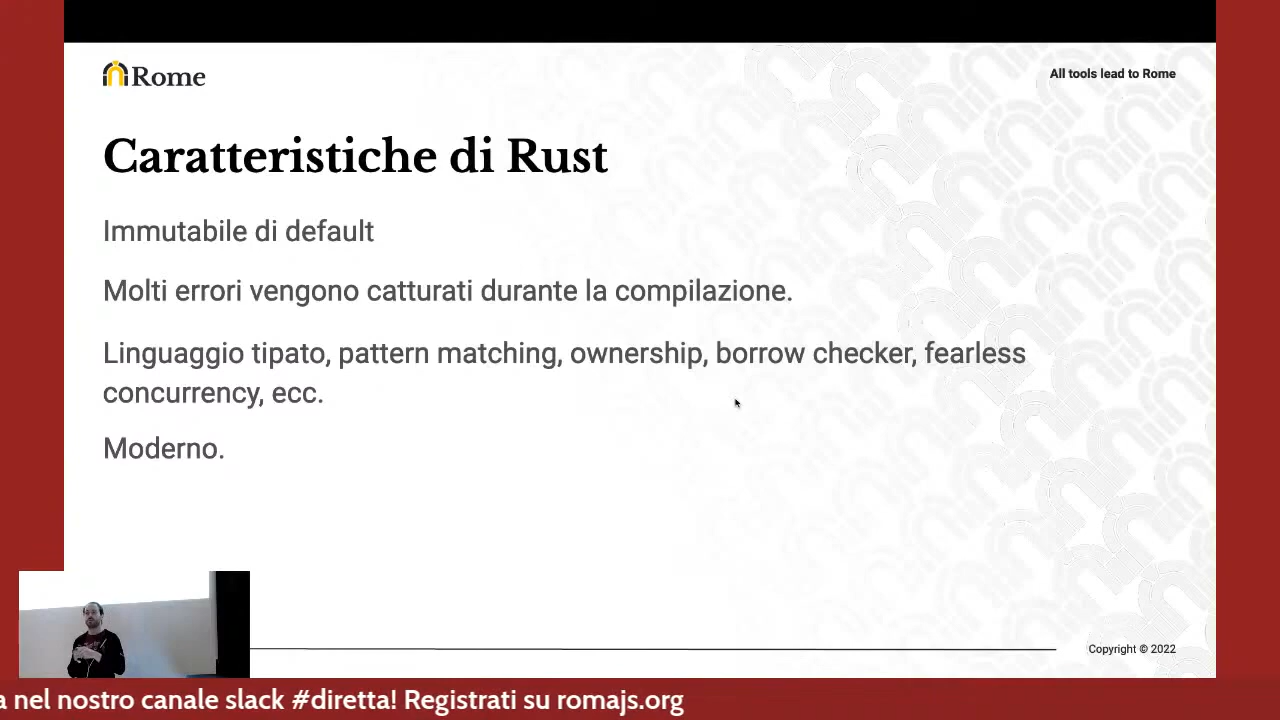 Rome
All tools lead to Rome
Caratteristiche di Rust
Immutabile di default
Molti errori vengono catturati durante la compilazione.
Linguaggio tipato, pattern matching, ownership, borrow checker, fearless
concurrency, ecc.
Moderno.
Copyright © 2022
a nel nostro canale slack #diretta! Registrati su romajs.org